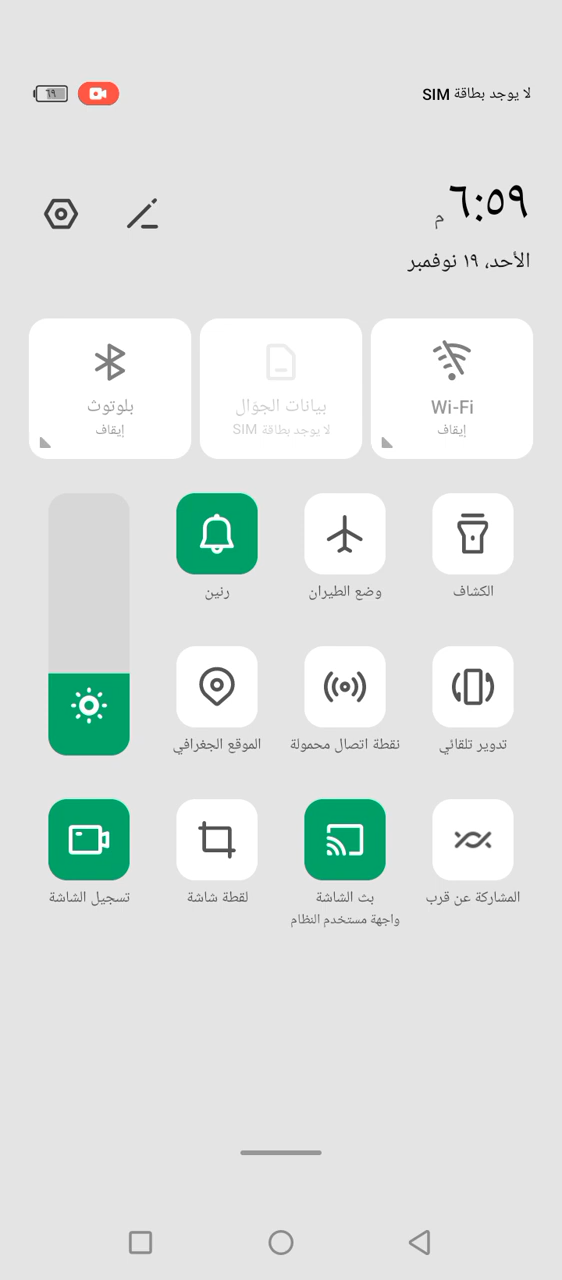 لا يوجد بطاقة SIM
٦٩
٦:٥٩ م
الأحد، ١٩ نوفمبر
Wi-Fi
إيقاف
بيانات الجوّال
لا يوجد بطاقة SIM
بلوتوث
إيقاف
الكشاف
وضع الطيران
رنين
تدوير تلقائي
نقطة اتصال محمولة
الموقع الجغرافي
المشاركة عن قرب
بث الشاشة
واجهة مستخدم النظام
لقطة شاشة
تسجيل الشاشة